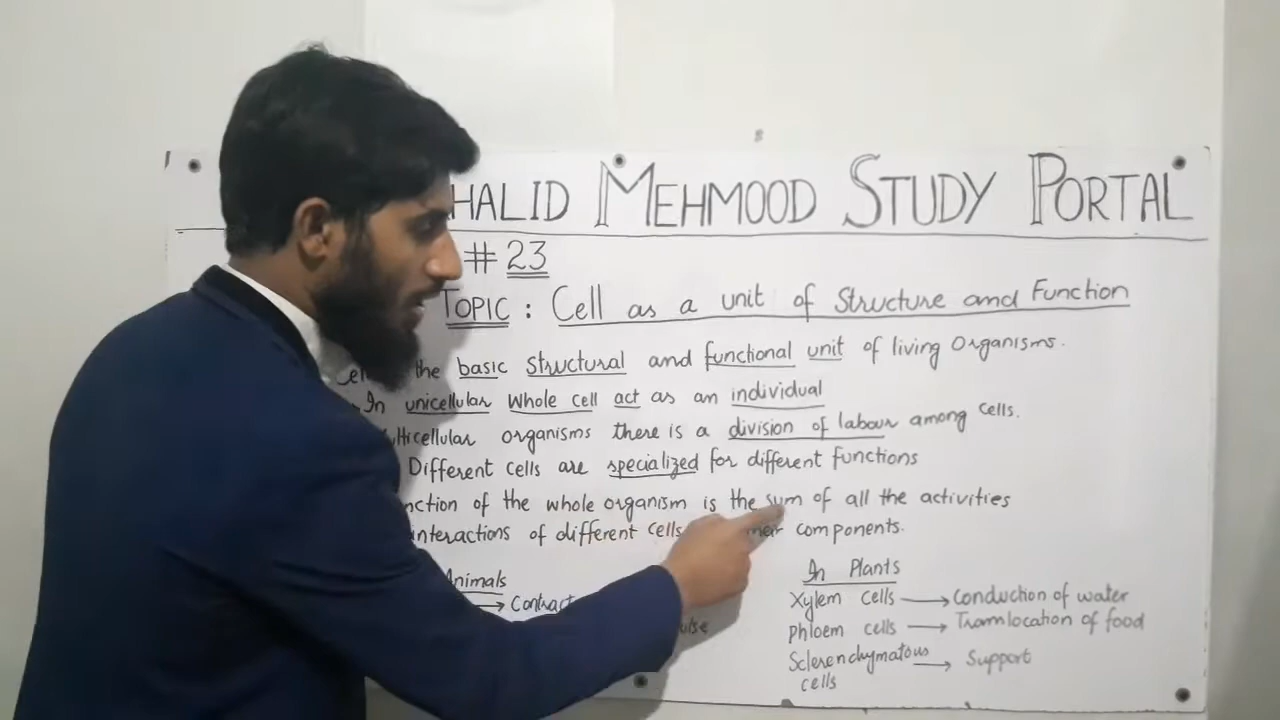 HALID MEHMOOD STUDY PORTAL
# 23
TOPIC : Cell as a unit of Structure and Function
the basic Structural and functional unit of living Organisms.
In unicellular whole cell act as an individual
organisms there is a division of labour among cells.
Different cells are specialized for different functions
of the whole organism is the sum of all the activities
interactions of different cells components.
Animals
In Plants
Xylem cells → Conduction of water
Phloem cells → Tramlocation of food
Sclerenchymatous → Support
cells